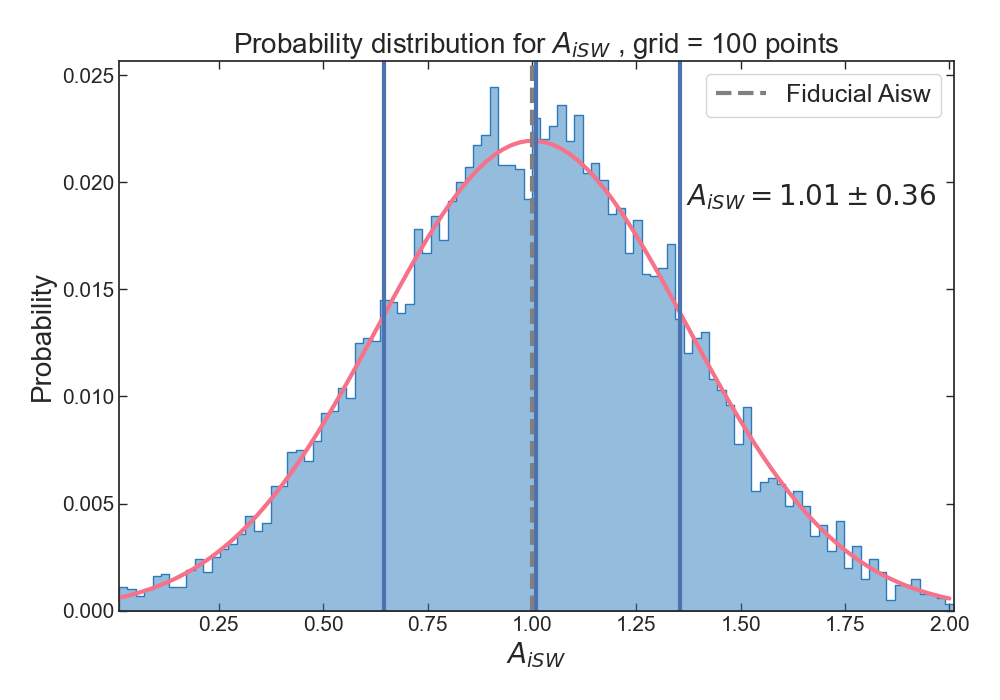 Probability distribution for A_{iSW} , grid = 100 points
Fiducial Aisw
A_{iSW} = 1.01 ± 0.36
Probability
0.025
0.020
0.015
0.010
0.005
0.000
0.25 0.50 0.75 1.00 1.25 1.50 1.75 2.00
A_{iSW}